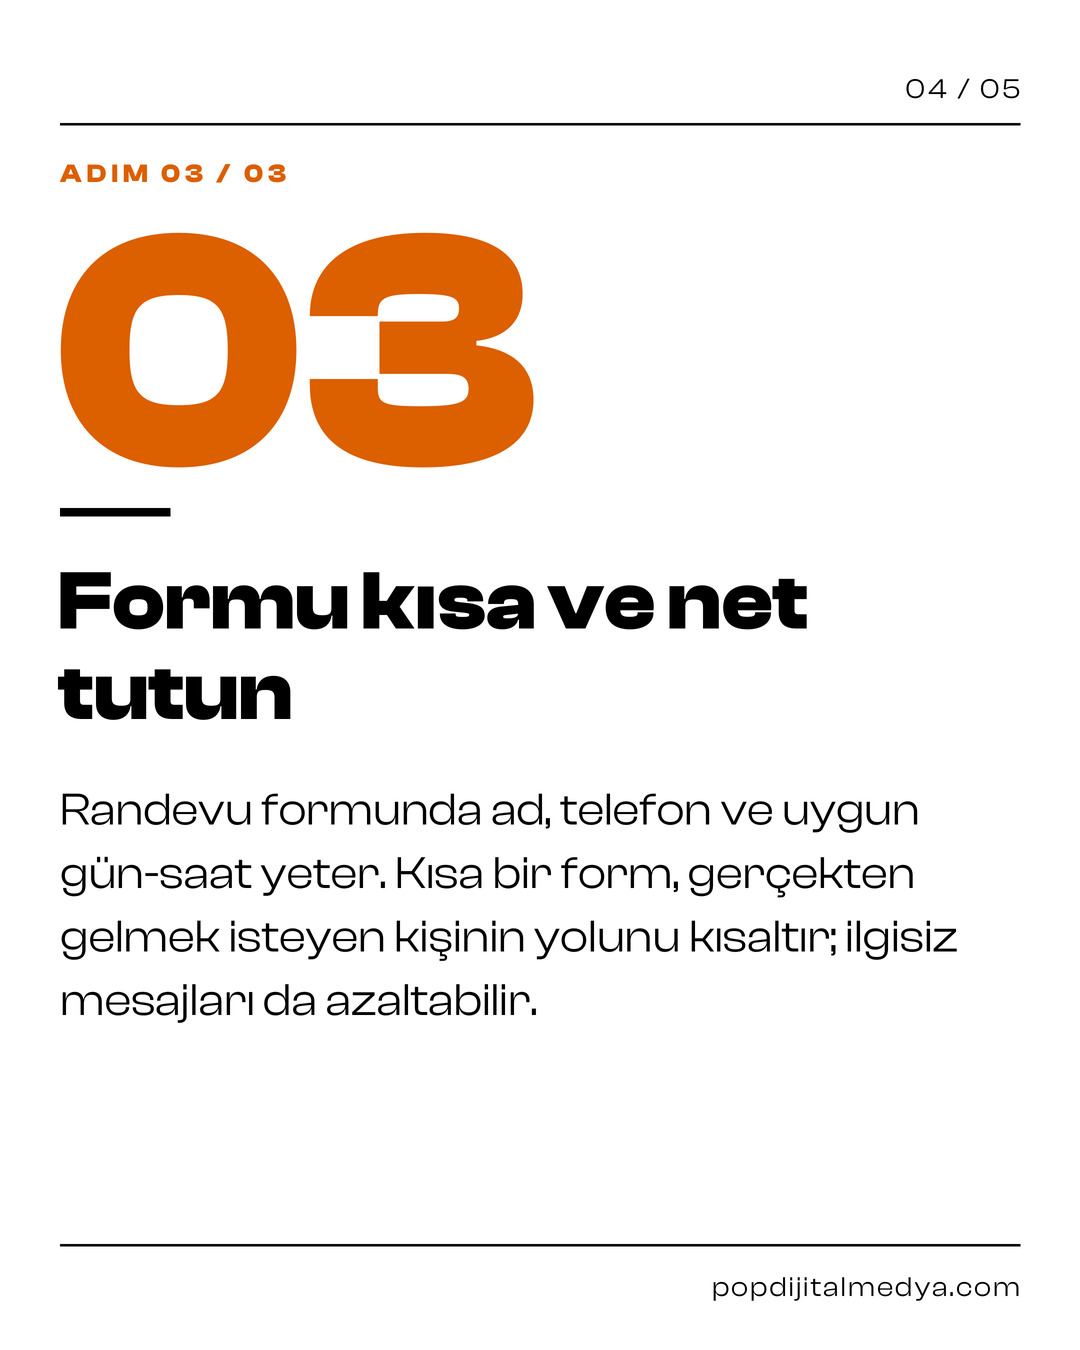 04 / 05
ADIM 03 / 03
03
Formu kısa ve net
tutun
Randevu formunda ad, telefon ve uygun
gün-saat yeter. Kısa bir form, gerçekten
gelmek isteyen kişinin yolunu kısaltır; ilgisiz
mesajları da azaltabilir.
popdijitalmedya.com